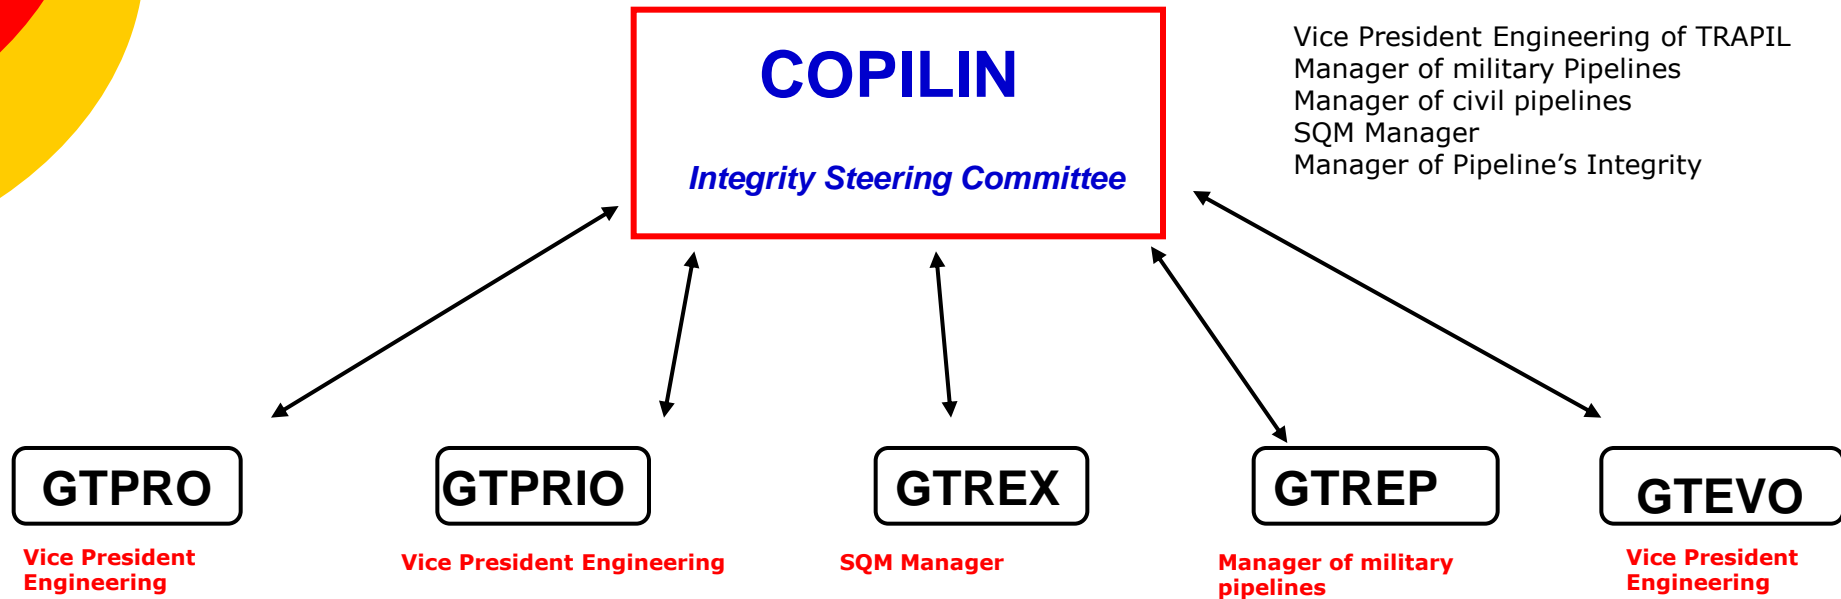 COPILIN
Integrity Steering Committee
Vice President Engineering of TRAPIL
Manager of military Pipelines
Manager of civil pipelines
SQM Manager
Manager of Pipeline’s Integrity
GTPRO
GTPRIO
GTREX
GTREP
GTEVO
Vice President
Engineering
Vice President Engineering
SQM Manager
Manager of military
pipelines
Vice President
Engineering